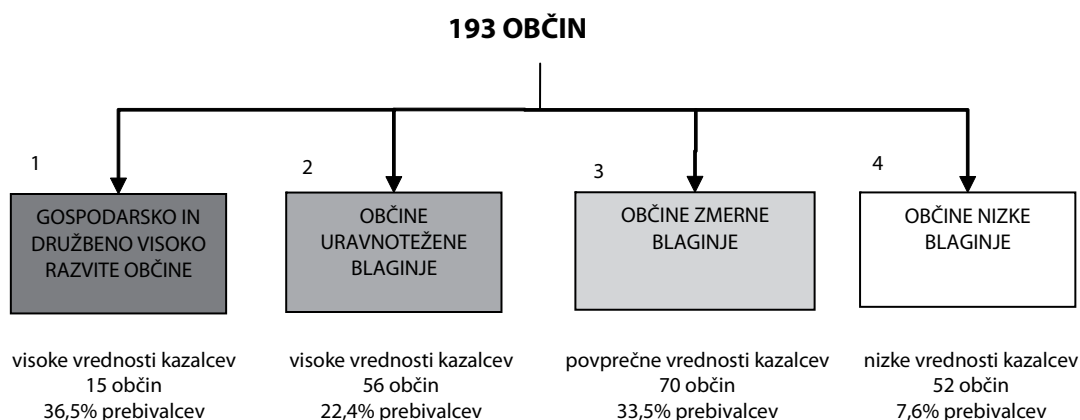 193 OBČIN
1
GOSPODARSKO IN
DRUŽBENO VISOKO
RAZVITE OBČINE
visoke vrednosti kazalcev
15 občin
36,5% prebivalcev
2
OBČINE
URAVNOTEŽENE
BLAGINJE
visoke vrednosti kazalcev
56 občin
22,4% prebivalcev
3
OBČINE ZMERNE
BLAGINJE
povprečne vrednosti kazalcev
70 občin
33,5% prebivalcev
4
OBČINE NIZKE
BLAGINJE
nizke vrednosti kazalcev
52 občin
7,6% prebivalcev